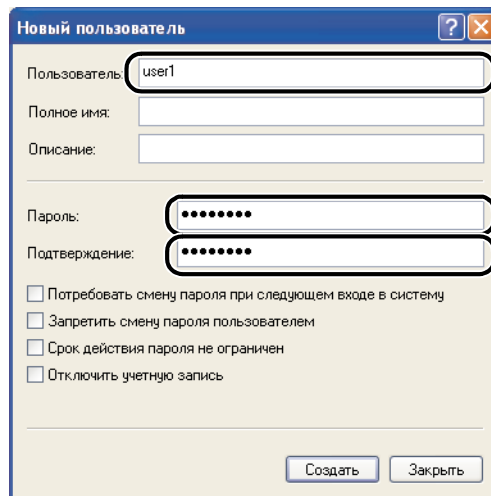 Новый пользователь
Пользователь: user1
Полное имя:
Описание:
Пароль: ••••••••
Подтверждение: ••••••••
Потребовать смену пароля при следующем входе в систему
Запретить смену пароля пользователем
Срок действия пароля не ограничен
Отключить учетную запись
Создать Закрыть